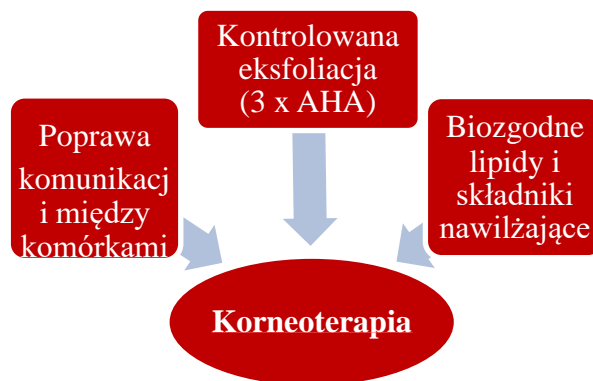 Kontrolowana
eksfoliacja
(3 x AHA)
Poprawa
komunikacj
i między
komórkami
Biozgodne
lipidy i
składniki
nawilżające
Korneoterapia